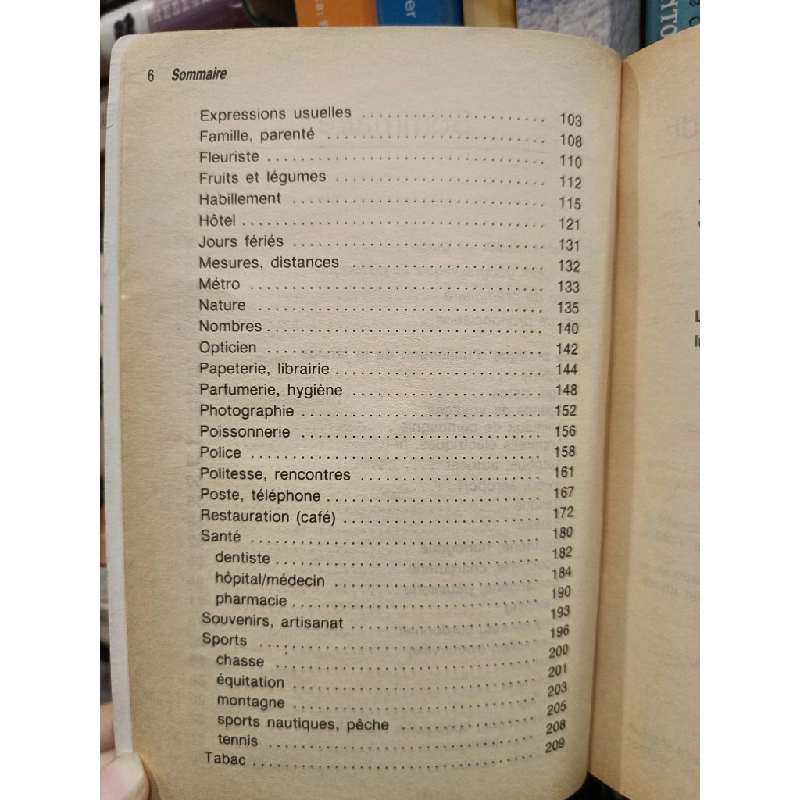 6 Sommaire
Expressions usuelles .................... 103
Famille, parenté .................... 108
Fleuriste .................... 110
Fruits et légumes .................... 112
Habillement .................... 115
Hôtel .................... 121
Jours fériés .................... 131
Mesures, distances .................... 132
Métro .................... 133
Nature .................... 135
Nombres .................... 140
Opticien .................... 142
Papeterie, librairie .................... 144
Parfumerie, hygiène .................... 148
Photographie .................... 152
Poissonnerie .................... 156
Police .................... 158
Politesse, rencontres .................... 161
Poste, téléphone .................... 167
Restauration (café) .................... 172
Santé .................... 180
dentiste .................... 182
hôpital/médecin .................... 184
pharmacie .................... 190
Souvenirs, artisanat .................... 193
Sports .................... 196
chasse .................... 200
équitation .................... 201
montagne .................... 203
sports nautiques, pêche .................... 205
tennis .................... 208
Tabac .................... 209